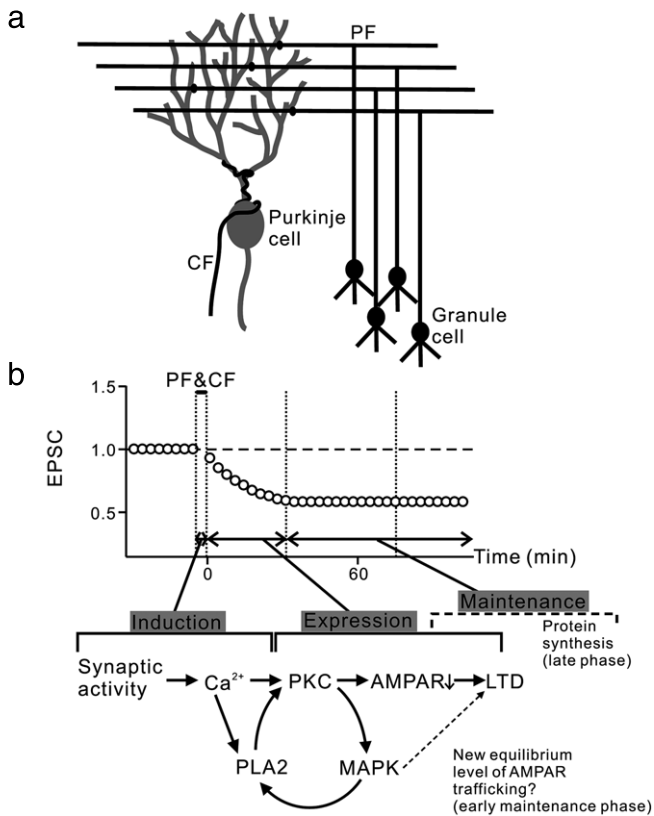 a
PF
Purkinje
cell
CF
Granule
cell
b
PF&CF
1.5
1.0
0.5
EPSC
0
60
Time (min)
Induction
Expression
Maintenance
Protein
synthesis
(late phase)
Synaptic
activity
Ca²⁺
PKC
AMPAR↓
LTD
PLA2
MAPK
New equilibrium
level of AMPAR
trafficking?
(early maintenance phase)